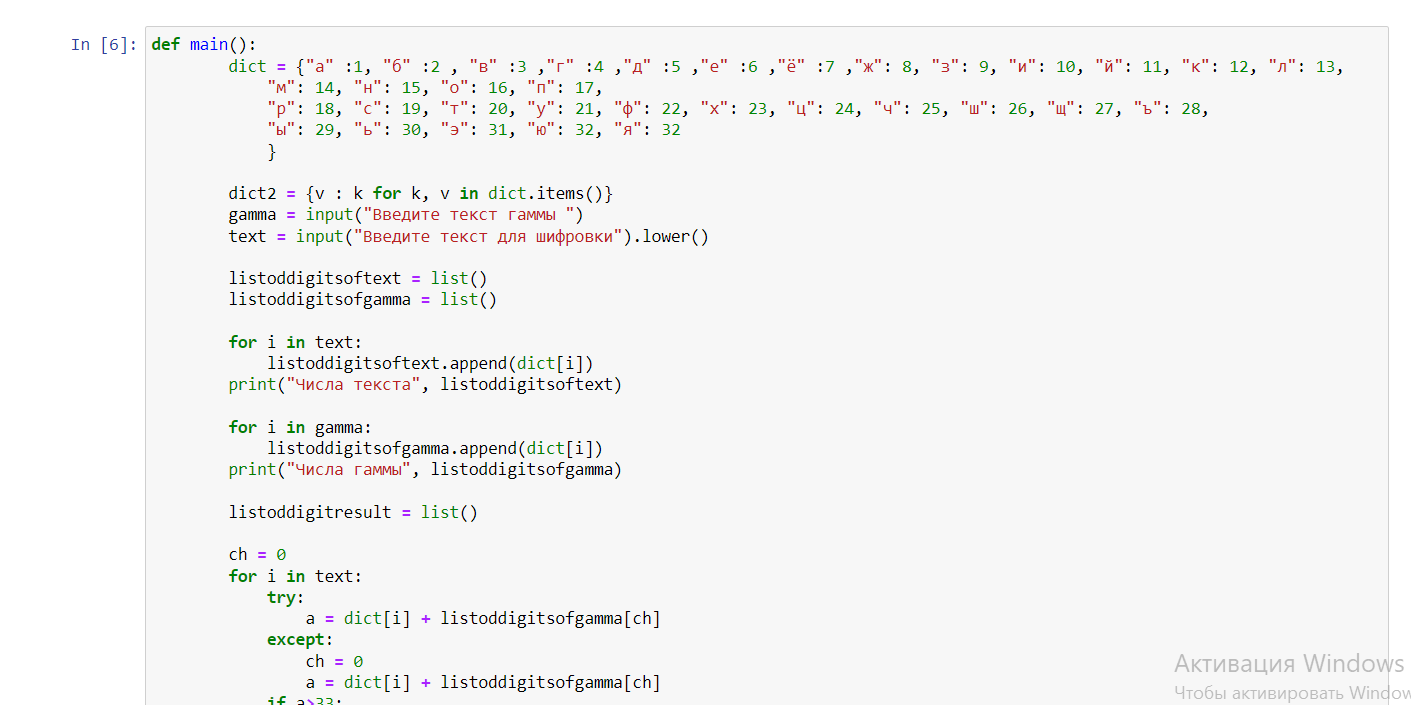 In [6]: def main():
dict = {"а" :1, "б" :2 , "в" :3 ,"г" :4 ,"д" :5 ,"е" :6 ,"ё" :7 ,"ж": 8, "з": 9, "и": 10, "й": 11, "к": 12, "л": 13,
"м": 14, "н": 15, "о": 16, "п": 17,
"р": 18, "с": 19, "т": 20, "у": 21, "ф": 22, "х": 23, "ц": 24, "ч": 25, "ш": 26, "щ": 27, "ъ": 28,
"ы": 29, "ь": 30, "э": 31, "ю": 32, "я": 32
}
dict2 = {v : k for k, v in dict.items()}
gamma = input("Введите текст гаммы ")
text = input("Введите текст для шифровки").lower()
listoddigitsoftext = list()
listoddigitsofgamma = list()
for i in text:
listoddigitsoftext.append(dict[i])
print("Числа текста", listoddigitsoftext)
for i in gamma:
listoddigitsofgamma.append(dict[i])
print("Числа гаммы", listoddigitsofgamma)
listoddigitresult = list()
ch = 0
for i in text:
try:
a = dict[i] + listoddigitsofgamma[ch]
except:
ch = 0
a = dict[i] + listoddigitsofgamma[ch]
if a>33:
Активация Windows
Чтобы активировать Window